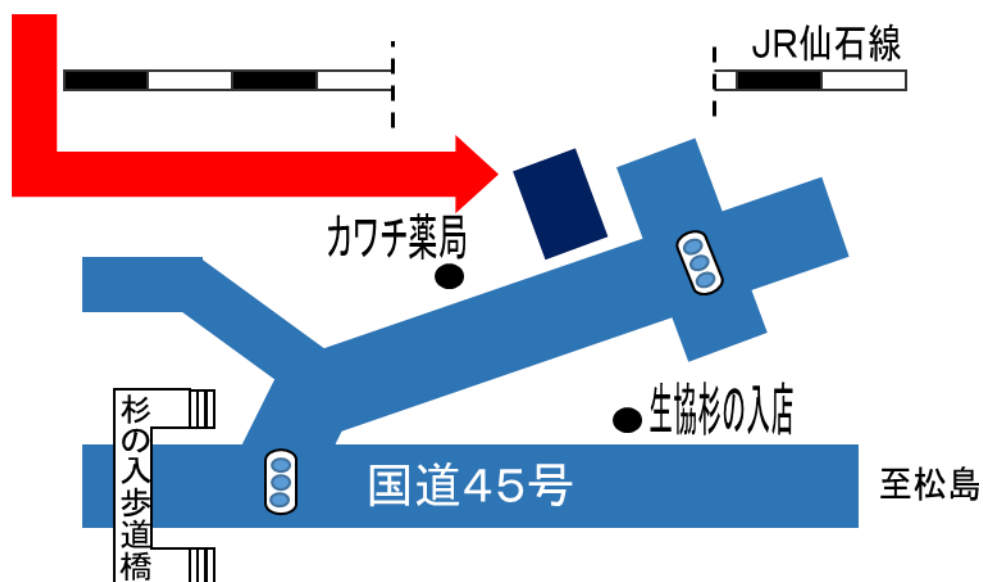 JR仙石線
カワチ薬局
生協杉の入店
杉の入歩道橋
国道45号
至松島